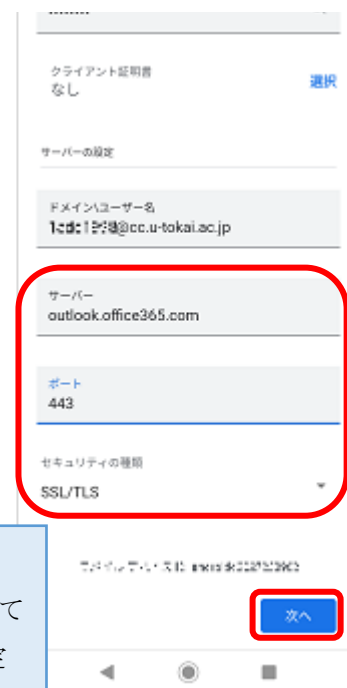 クライアント証明書
なし
選択
サーバーの設定
ドメイン\ユーザー名
@cc.u-tokai.ac.jp
サーバー
outlook.office365.com
ポート
443
セキュリティの種類
SSL/TLS
て
次へ